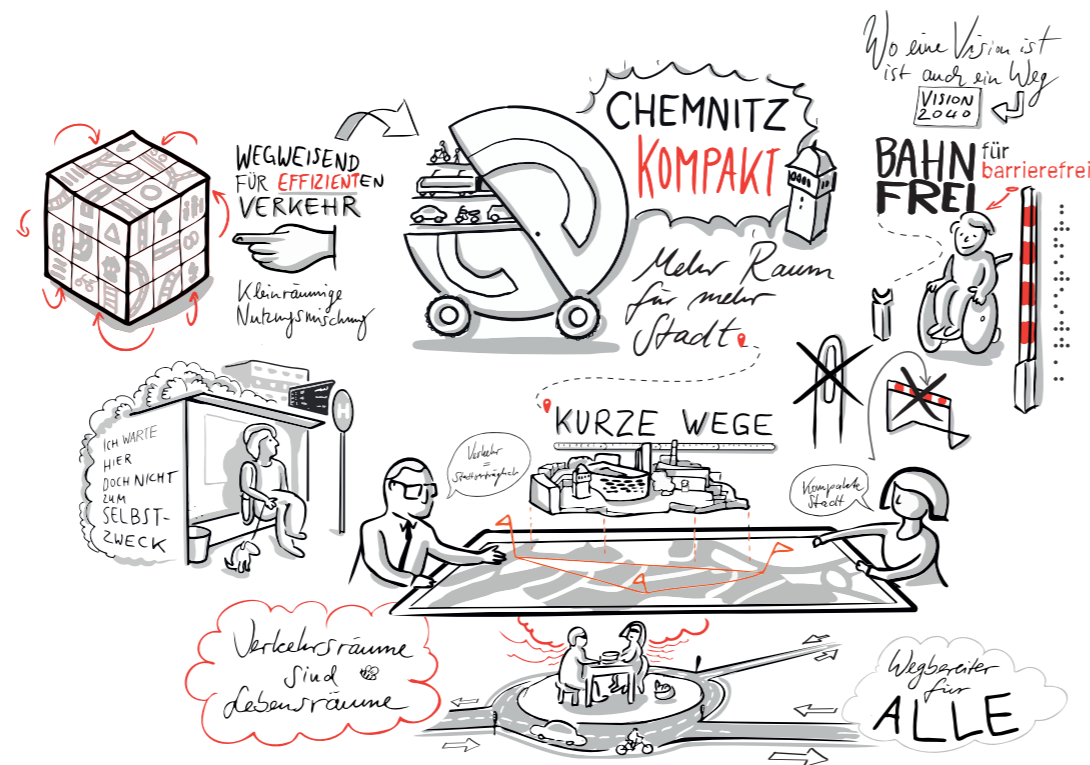 Wo eine Vision ist
ist auch ein Weg
VISION
2040
CHEMNITZ
KOMPAKT
WEGWEISEND
FÜR EFFIZIENTEN
VERKEHR
Kleinräumige
Nutzungsmischung
BAHN für
FREI barrierefrei
Mehr Raum
für mehr
Stadt
H
ICH WARTE
HIER
DOCH NICHT
ZUM
SELBST-
ZWECK
KURZE WEGE
Verkehr
=
Stadtverträglich
Kompakte
Stadt
Verkehrsräume
sind
Lebensräume
Wegbereiter
für
ALLE